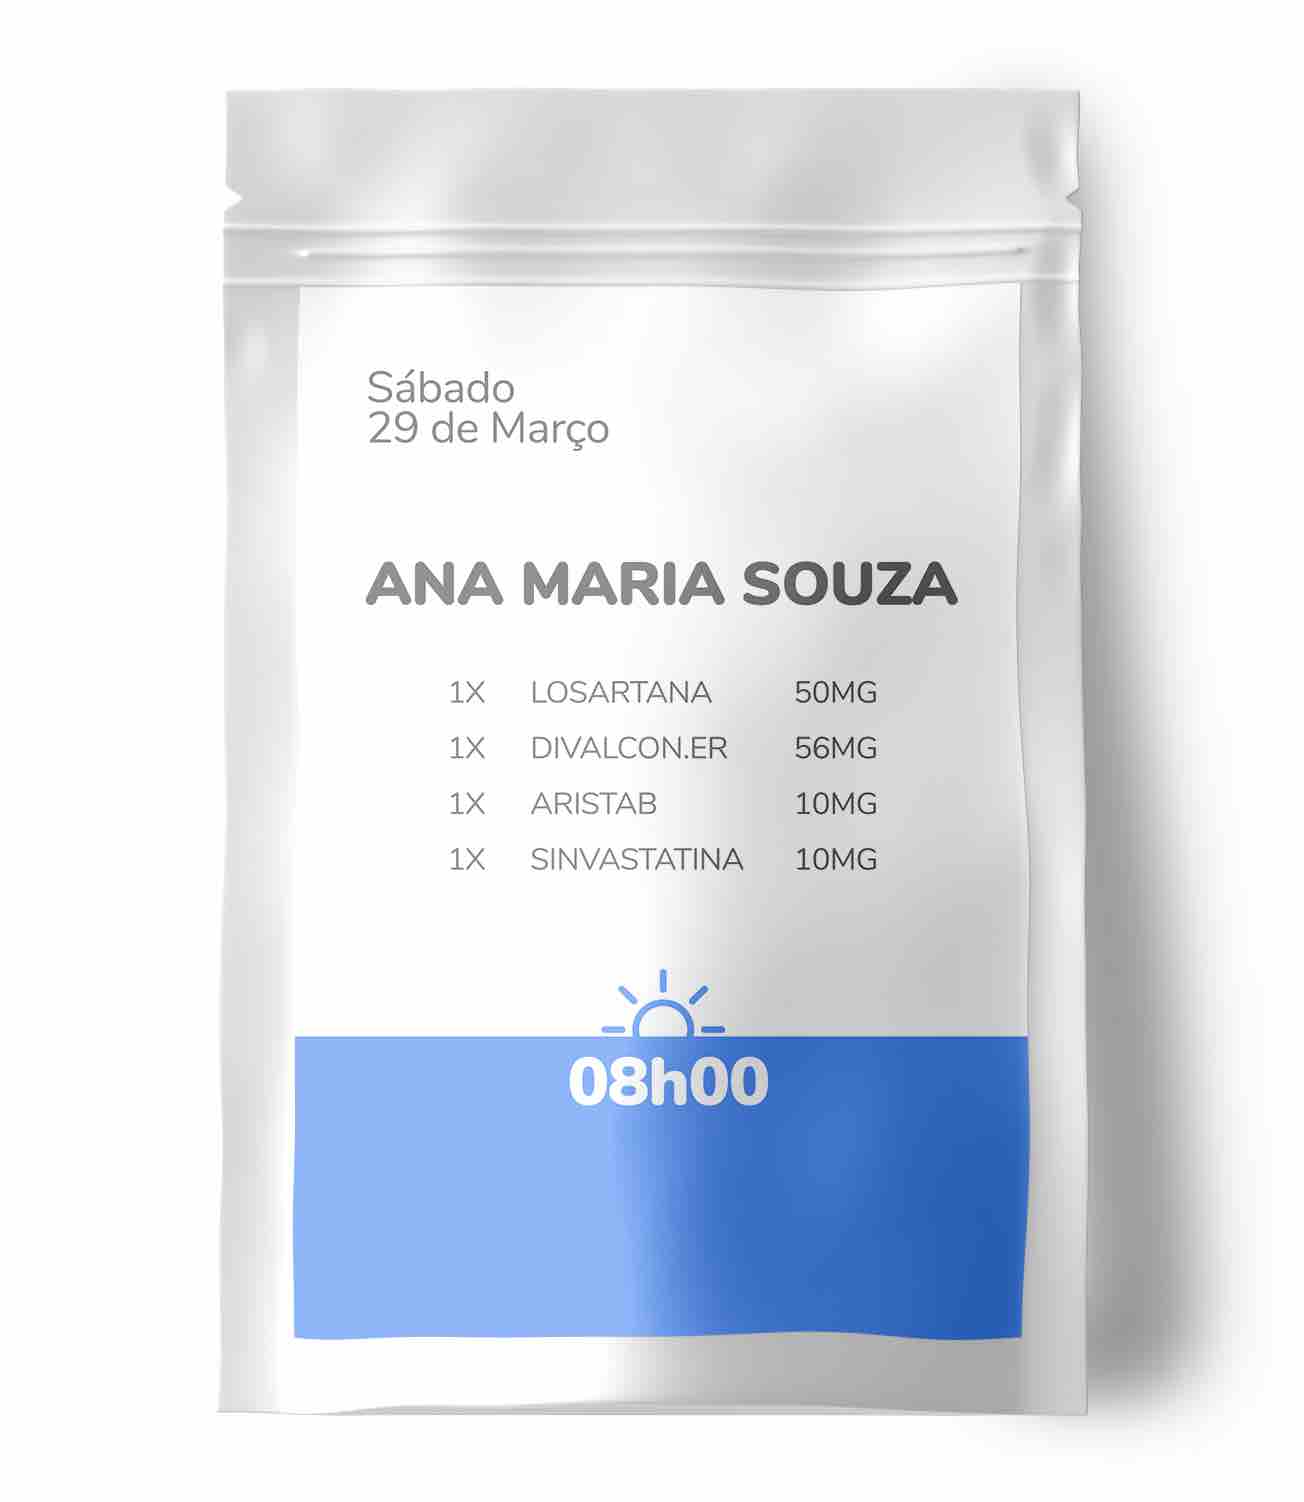 Sábado
29 de Março
ANA MARIA SOUZA
1X LOSARTANA 50MG
1X DIVALCON.ER 56MG
1X ARISTAB 10MG
1X SINVASTATINA 10MG
08h00